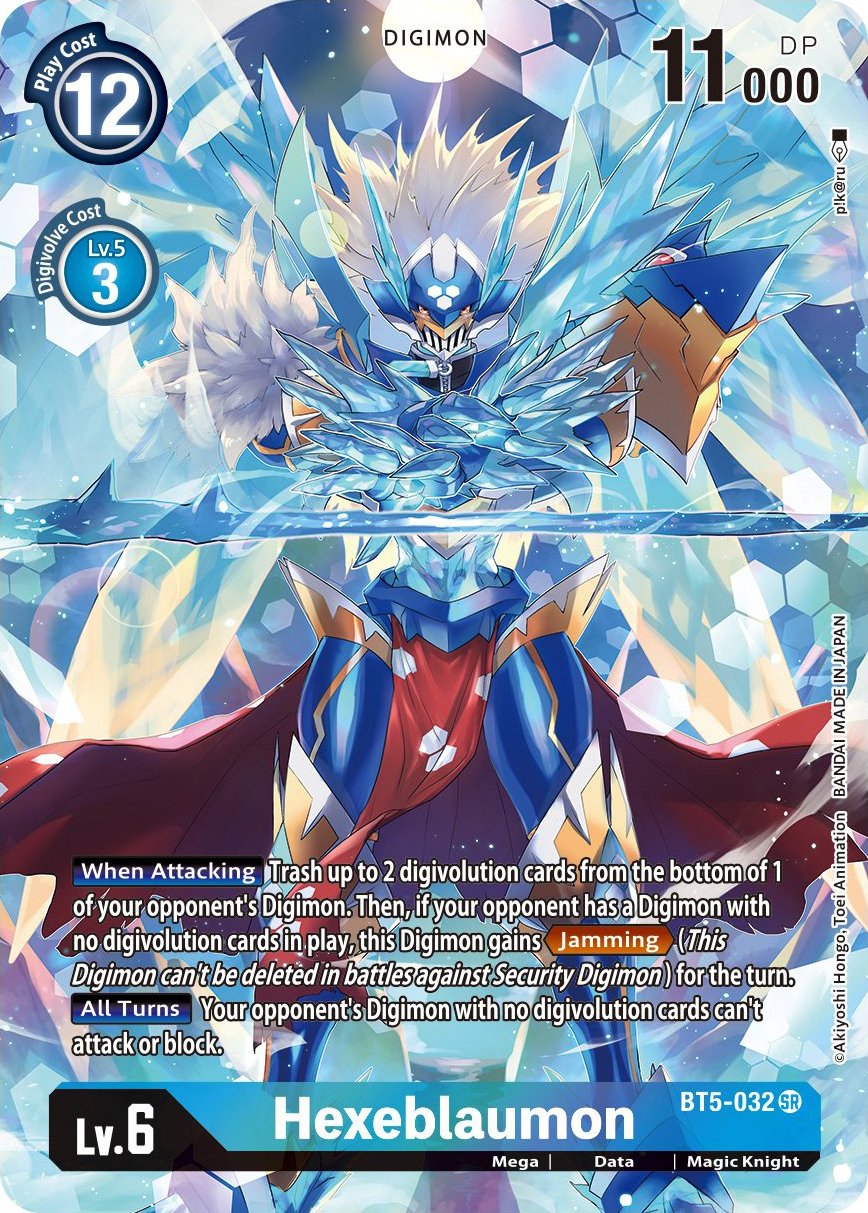 Play Cost
12
DIGIMON
DP
11000
p!k@ru
Digivolve Cost
Lv.5
3
When Attacking Trash up to 2 digivolution cards from the bottom of 1
of your opponent's Digimon. Then, if your opponent has a Digimon with
no digivolution cards in play, this Digimon gains Jamming (This
Digimon can't be deleted in battles against Security Digimon) for the turn.
All Turns Your opponent's Digimon with no digivolution cards can't
attack or block.
©Akiyoshi Hongo, Toei Animation BANDAI MADE IN JAPAN
BT5-032 SR
Lv.6
Hexeblaumon
Mega | Data | Magic Knight